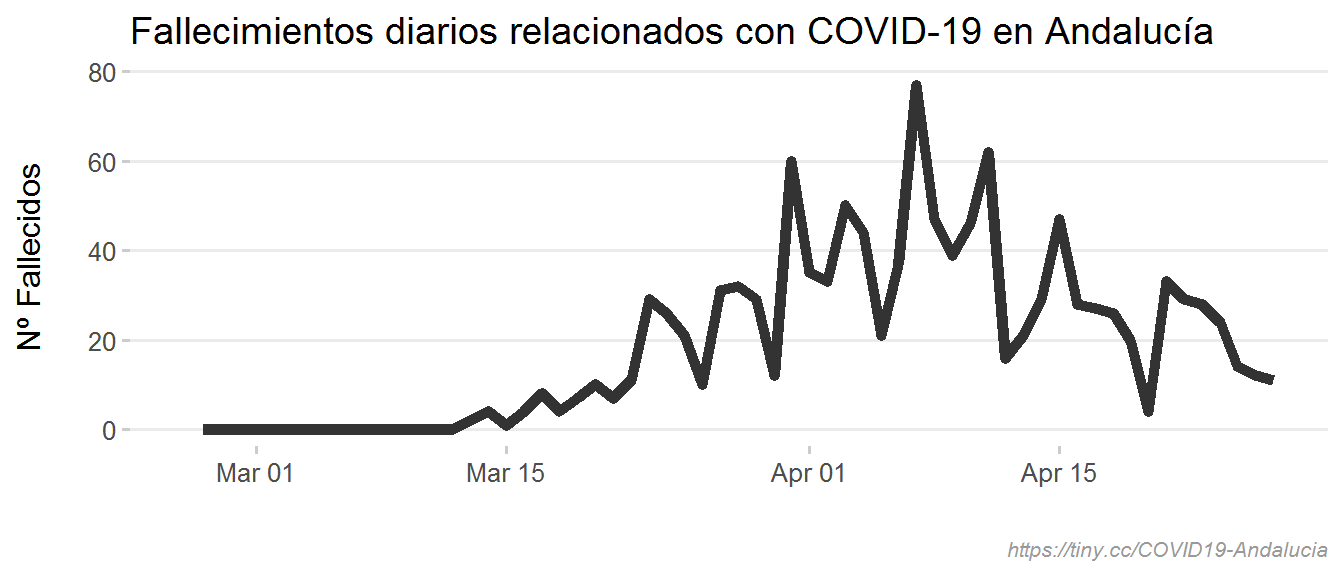 Fallecimientos diarios relacionados con COVID-19 en Andalucía
Nº Fallecidos
80
60
40
20
0
Mar 01 Mar 15 Apr 01 Apr 15
https://tiny.cc/COVID19-Andalucia